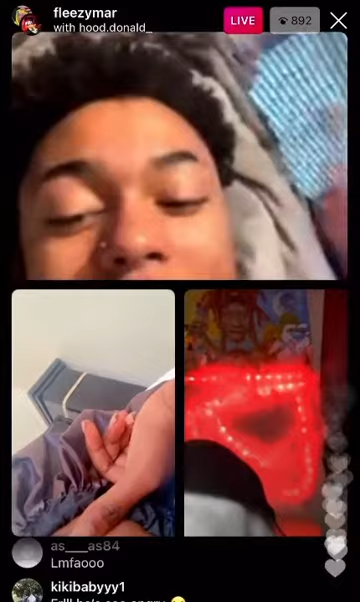 fleezymar
with hood.donald_
LIVE
892
as___as84
Lmfaooo
kikibabyyy1